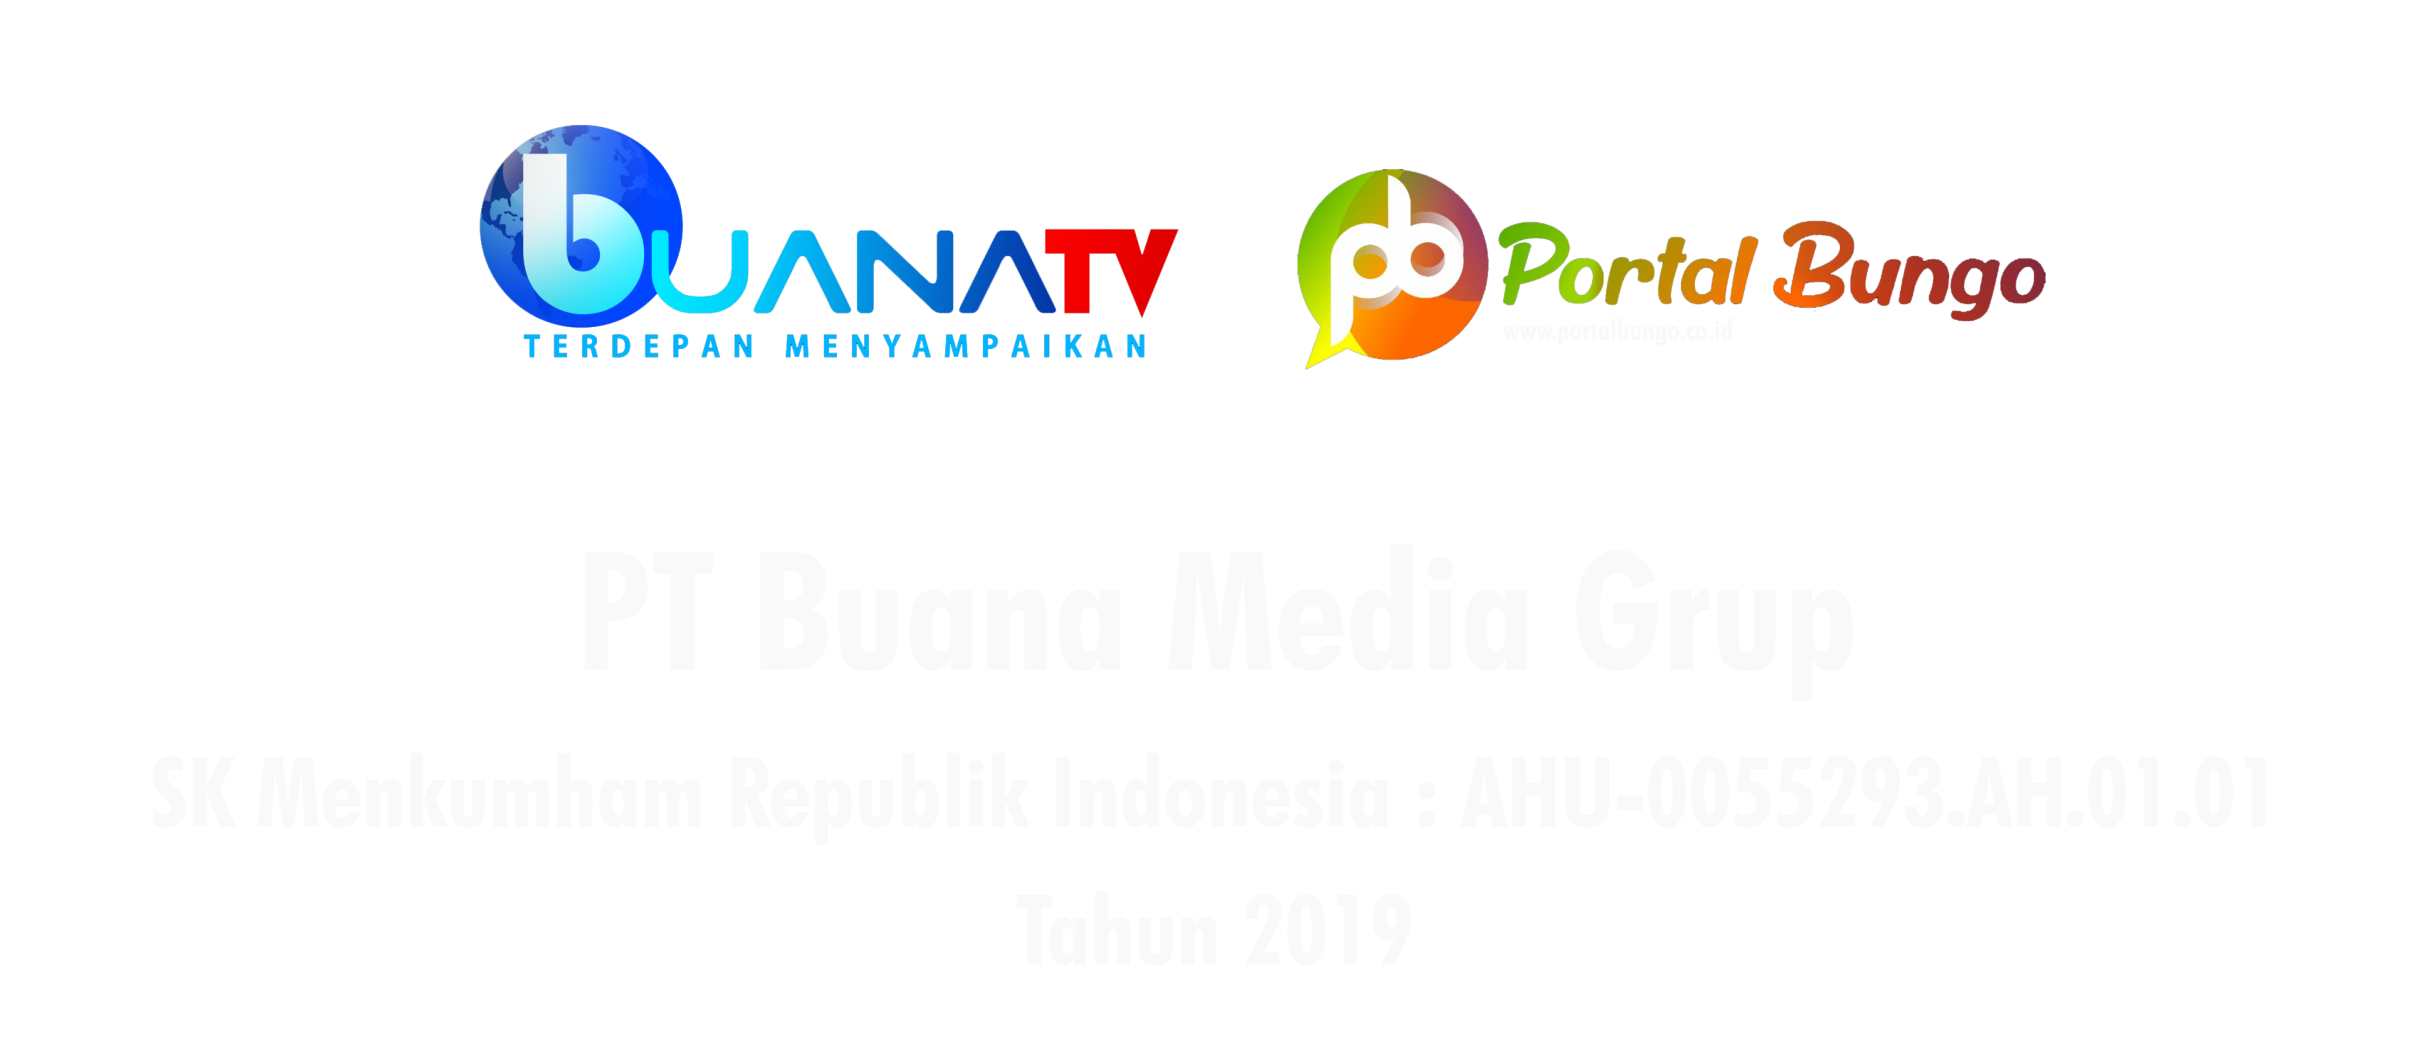 buanaTV
TERDEPAN MENYAMPAIKAN
pb Portal Bungo
www.portalbungo.co.id
PT Buana Media Grup
SK Menkumham Republik Indonesia : AHU-0055293.AH.01.01
Tahun 2019